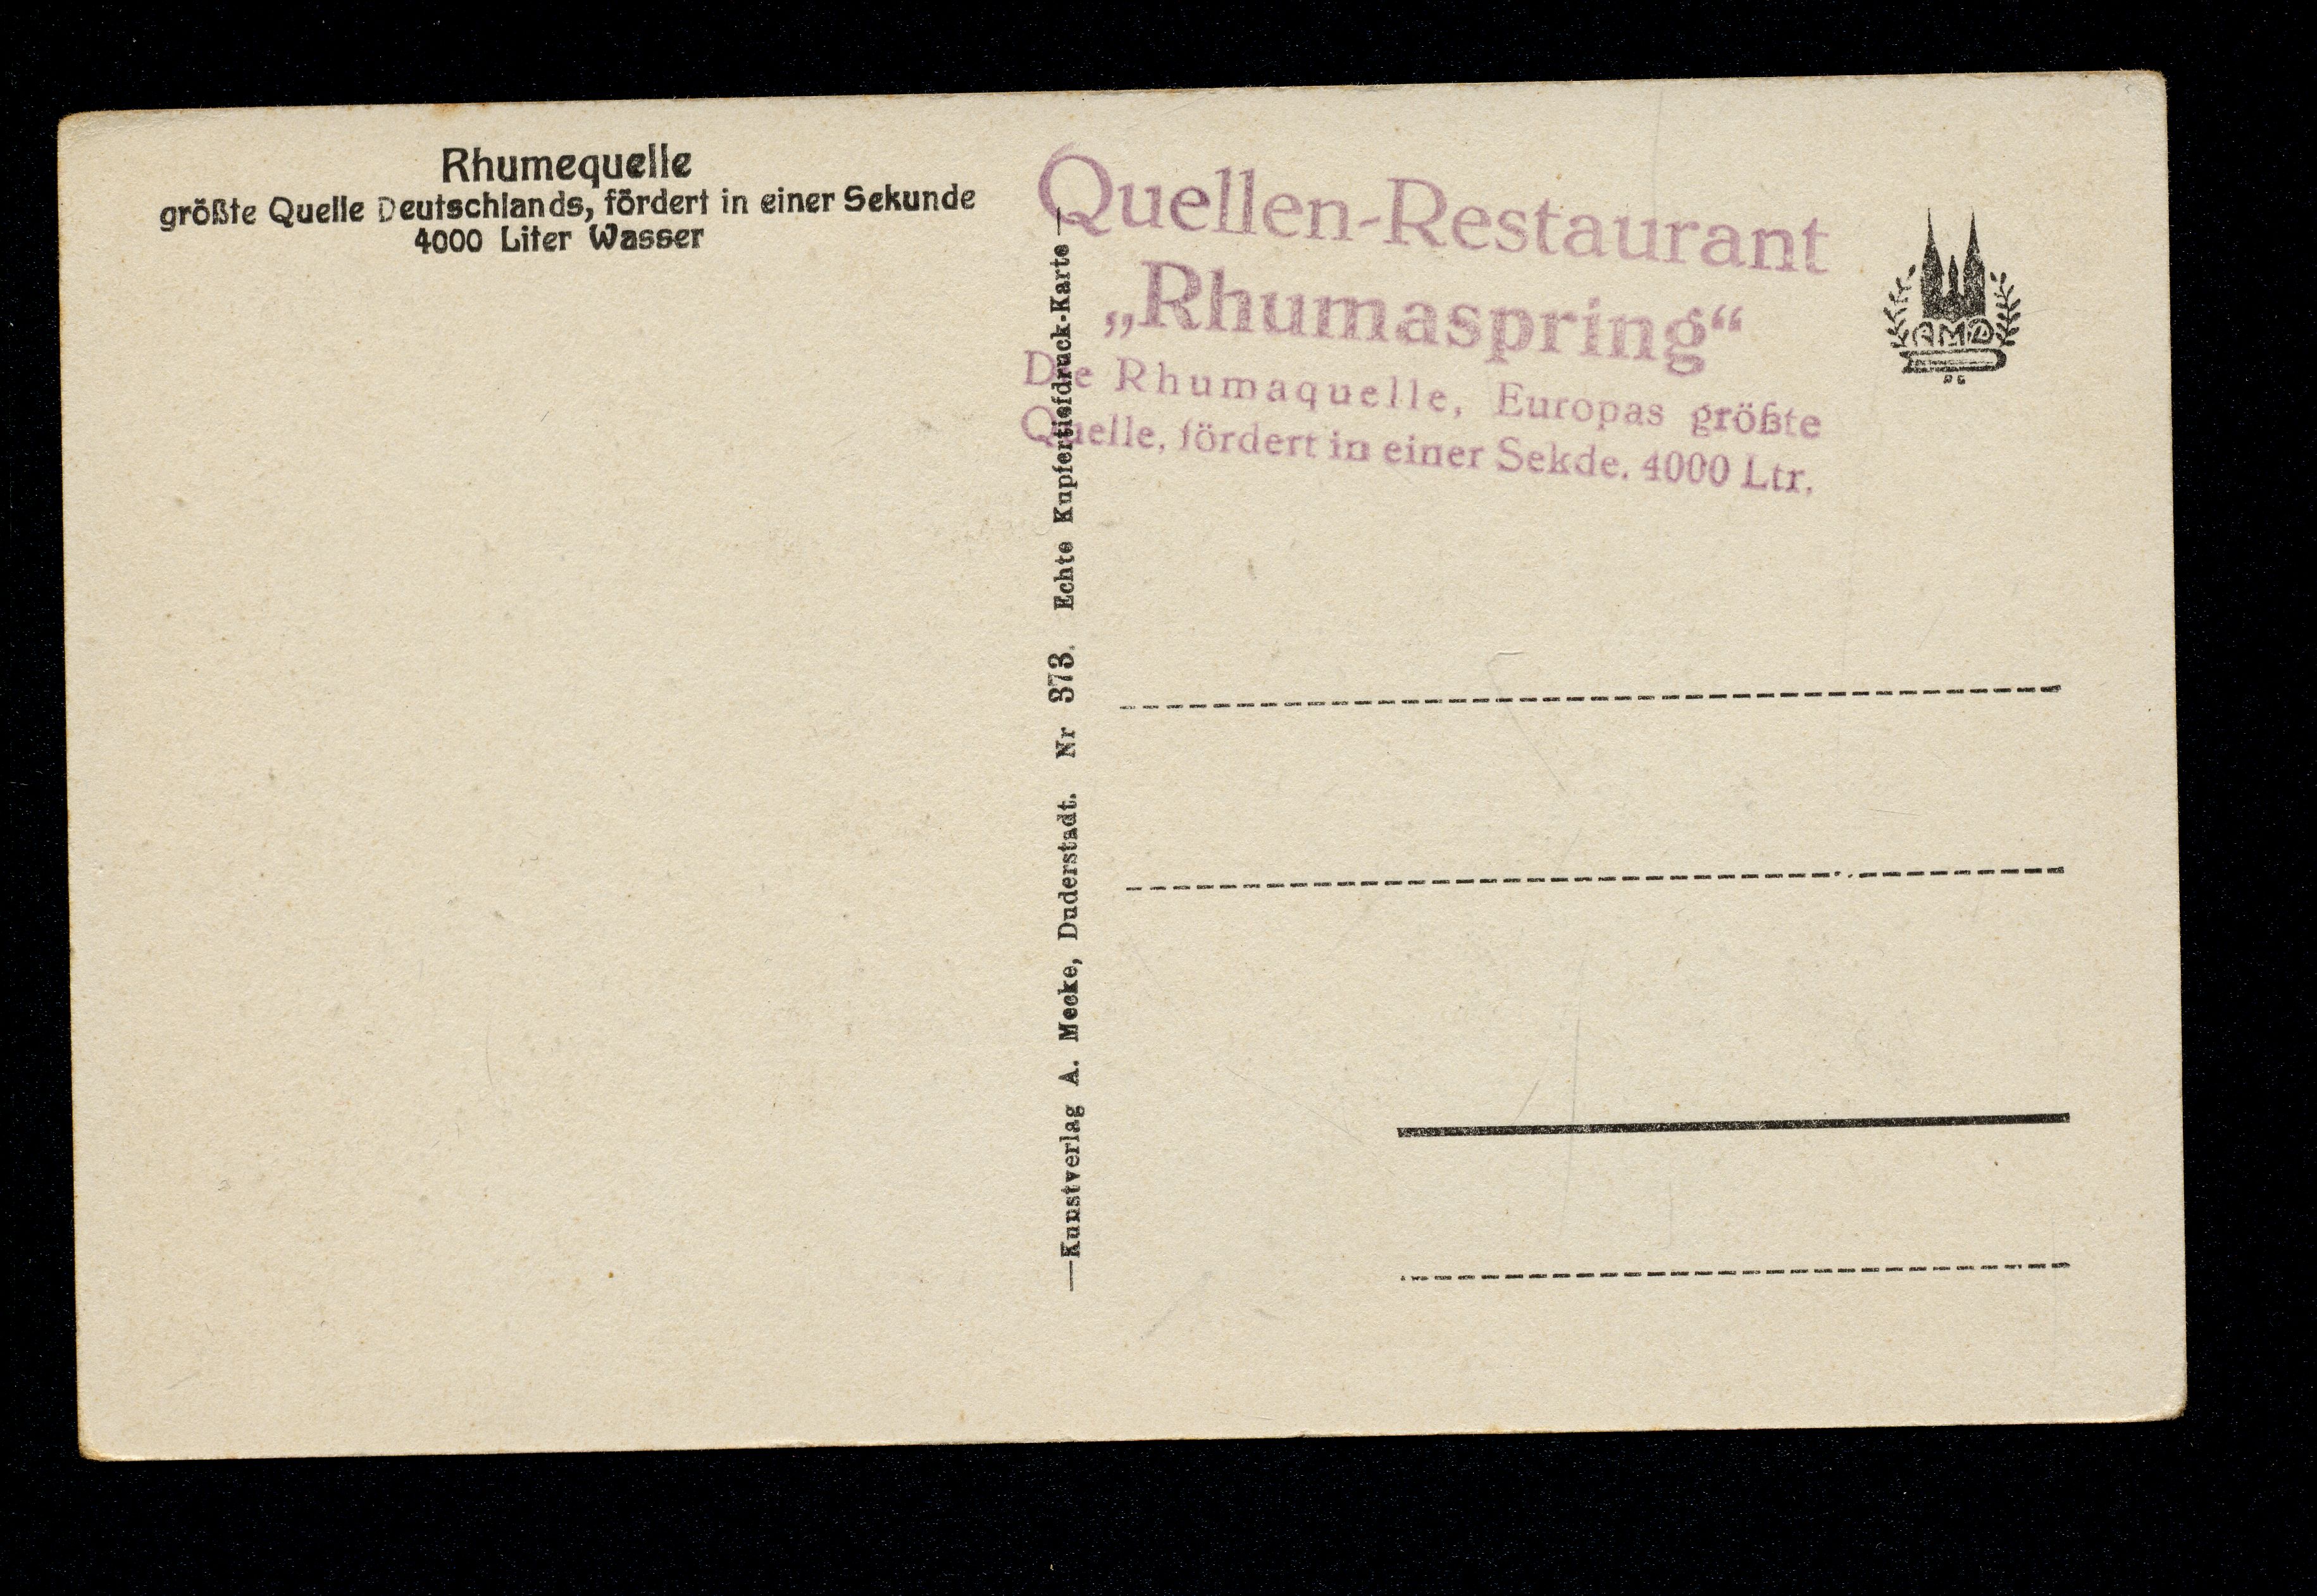 Rhumequelle
größte Quelle Deutschlands, fördert in einer Sekunde
4000 Liter Wasser
Quellen-Restaurant
„Rhumaspring“
Die Rhumaquelle, Europas größte
Quelle, fördert in einer Sekde. 4000 Ltr.
AMD
—Kunstverlag A. Mecke, Duderstadt. Nr 373. Echte Kupfertiefdruck-Karte —